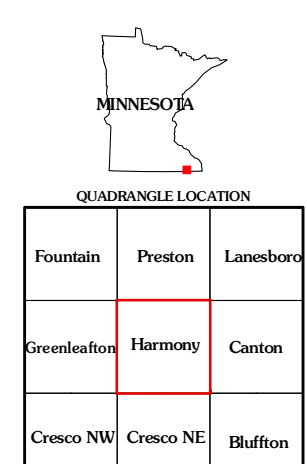 MINNESOTA
QUADRANGLE LOCATION
Fountain Preston Lanesboro
Greenleafton Harmony Canton
Cresco NW Cresco NE Bluffton